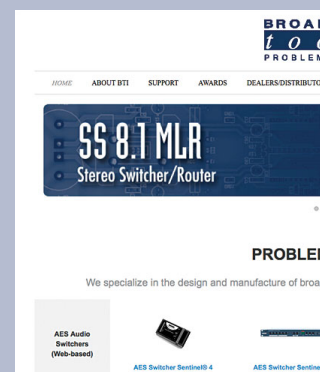 BROA
to
PROBLEM
HOME ABOUT BTI SUPPORT AWARDS DEALERS/DISTRIBUTO
SS 8.1 MLR
Stereo Switcher/Router
PROBLE
We specialize in the design and manufacture of broa
AES Audio
Switchers
(Web-based)
AES Switcher Sentinel® 4 AES Switcher Sentine